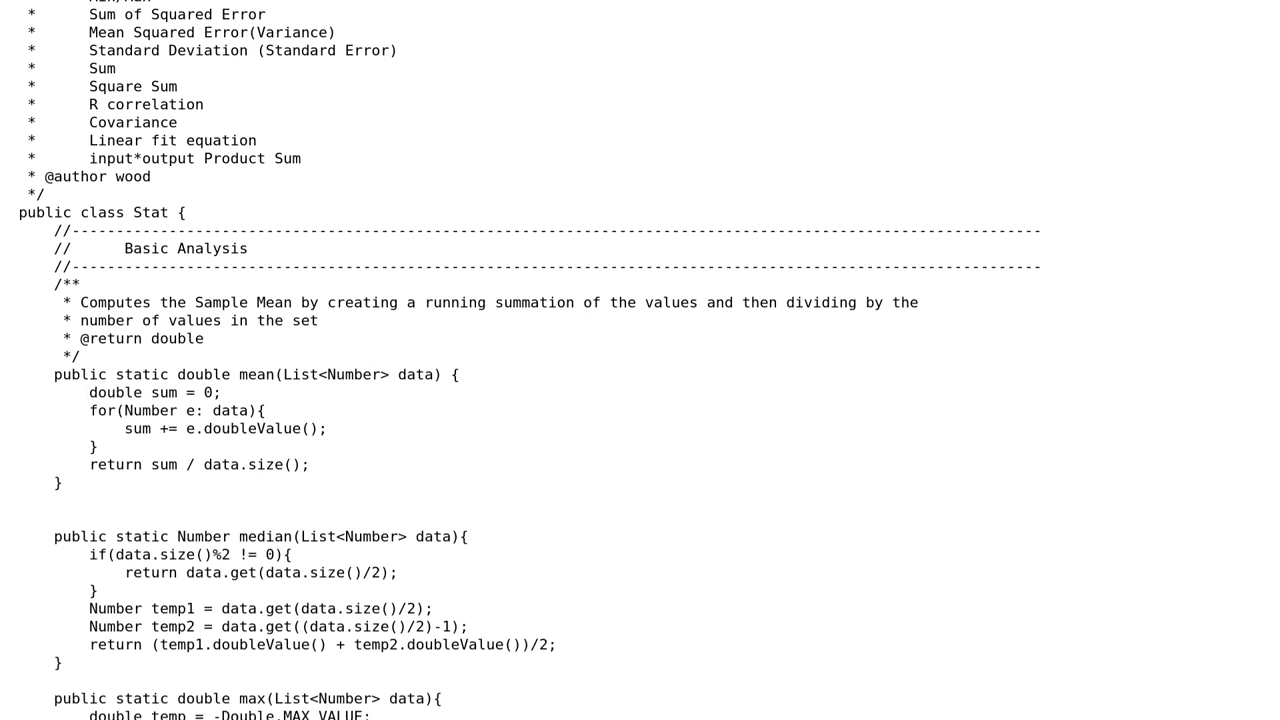 *      Sum of Squared Error
 *      Mean Squared Error(Variance)
 *      Standard Deviation (Standard Error)
 *      Sum
 *      Square Sum
 *      R correlation
 *      Covariance
 *      Linear fit equation
 *      input*output Product Sum
 * @author wood
 */
public class Stat {
    //--------------------------------------------------------------------------------------------------------------
    //      Basic Analysis
    //--------------------------------------------------------------------------------------------------------------
    /**
     * Computes the Sample Mean by creating a running summation of the values and then dividing by the
     * number of values in the set
     * @return double
     */
    public static double mean(List<Number> data) {
        double sum = 0;
        for(Number e: data){
            sum += e.doubleValue();
        }
        return sum / data.size();
    }
    public static Number median(List<Number> data){
        if(data.size()%2 != 0){
            return data.get(data.size()/2);
        }
        Number temp1 = data.get(data.size()/2);
        Number temp2 = data.get((data.size()/2)-1);
        return (temp1.doubleValue() + temp2.doubleValue())/2;
    }
    public static double max(List<Number> data){
        double temp = -Double.MAX_VALUE;